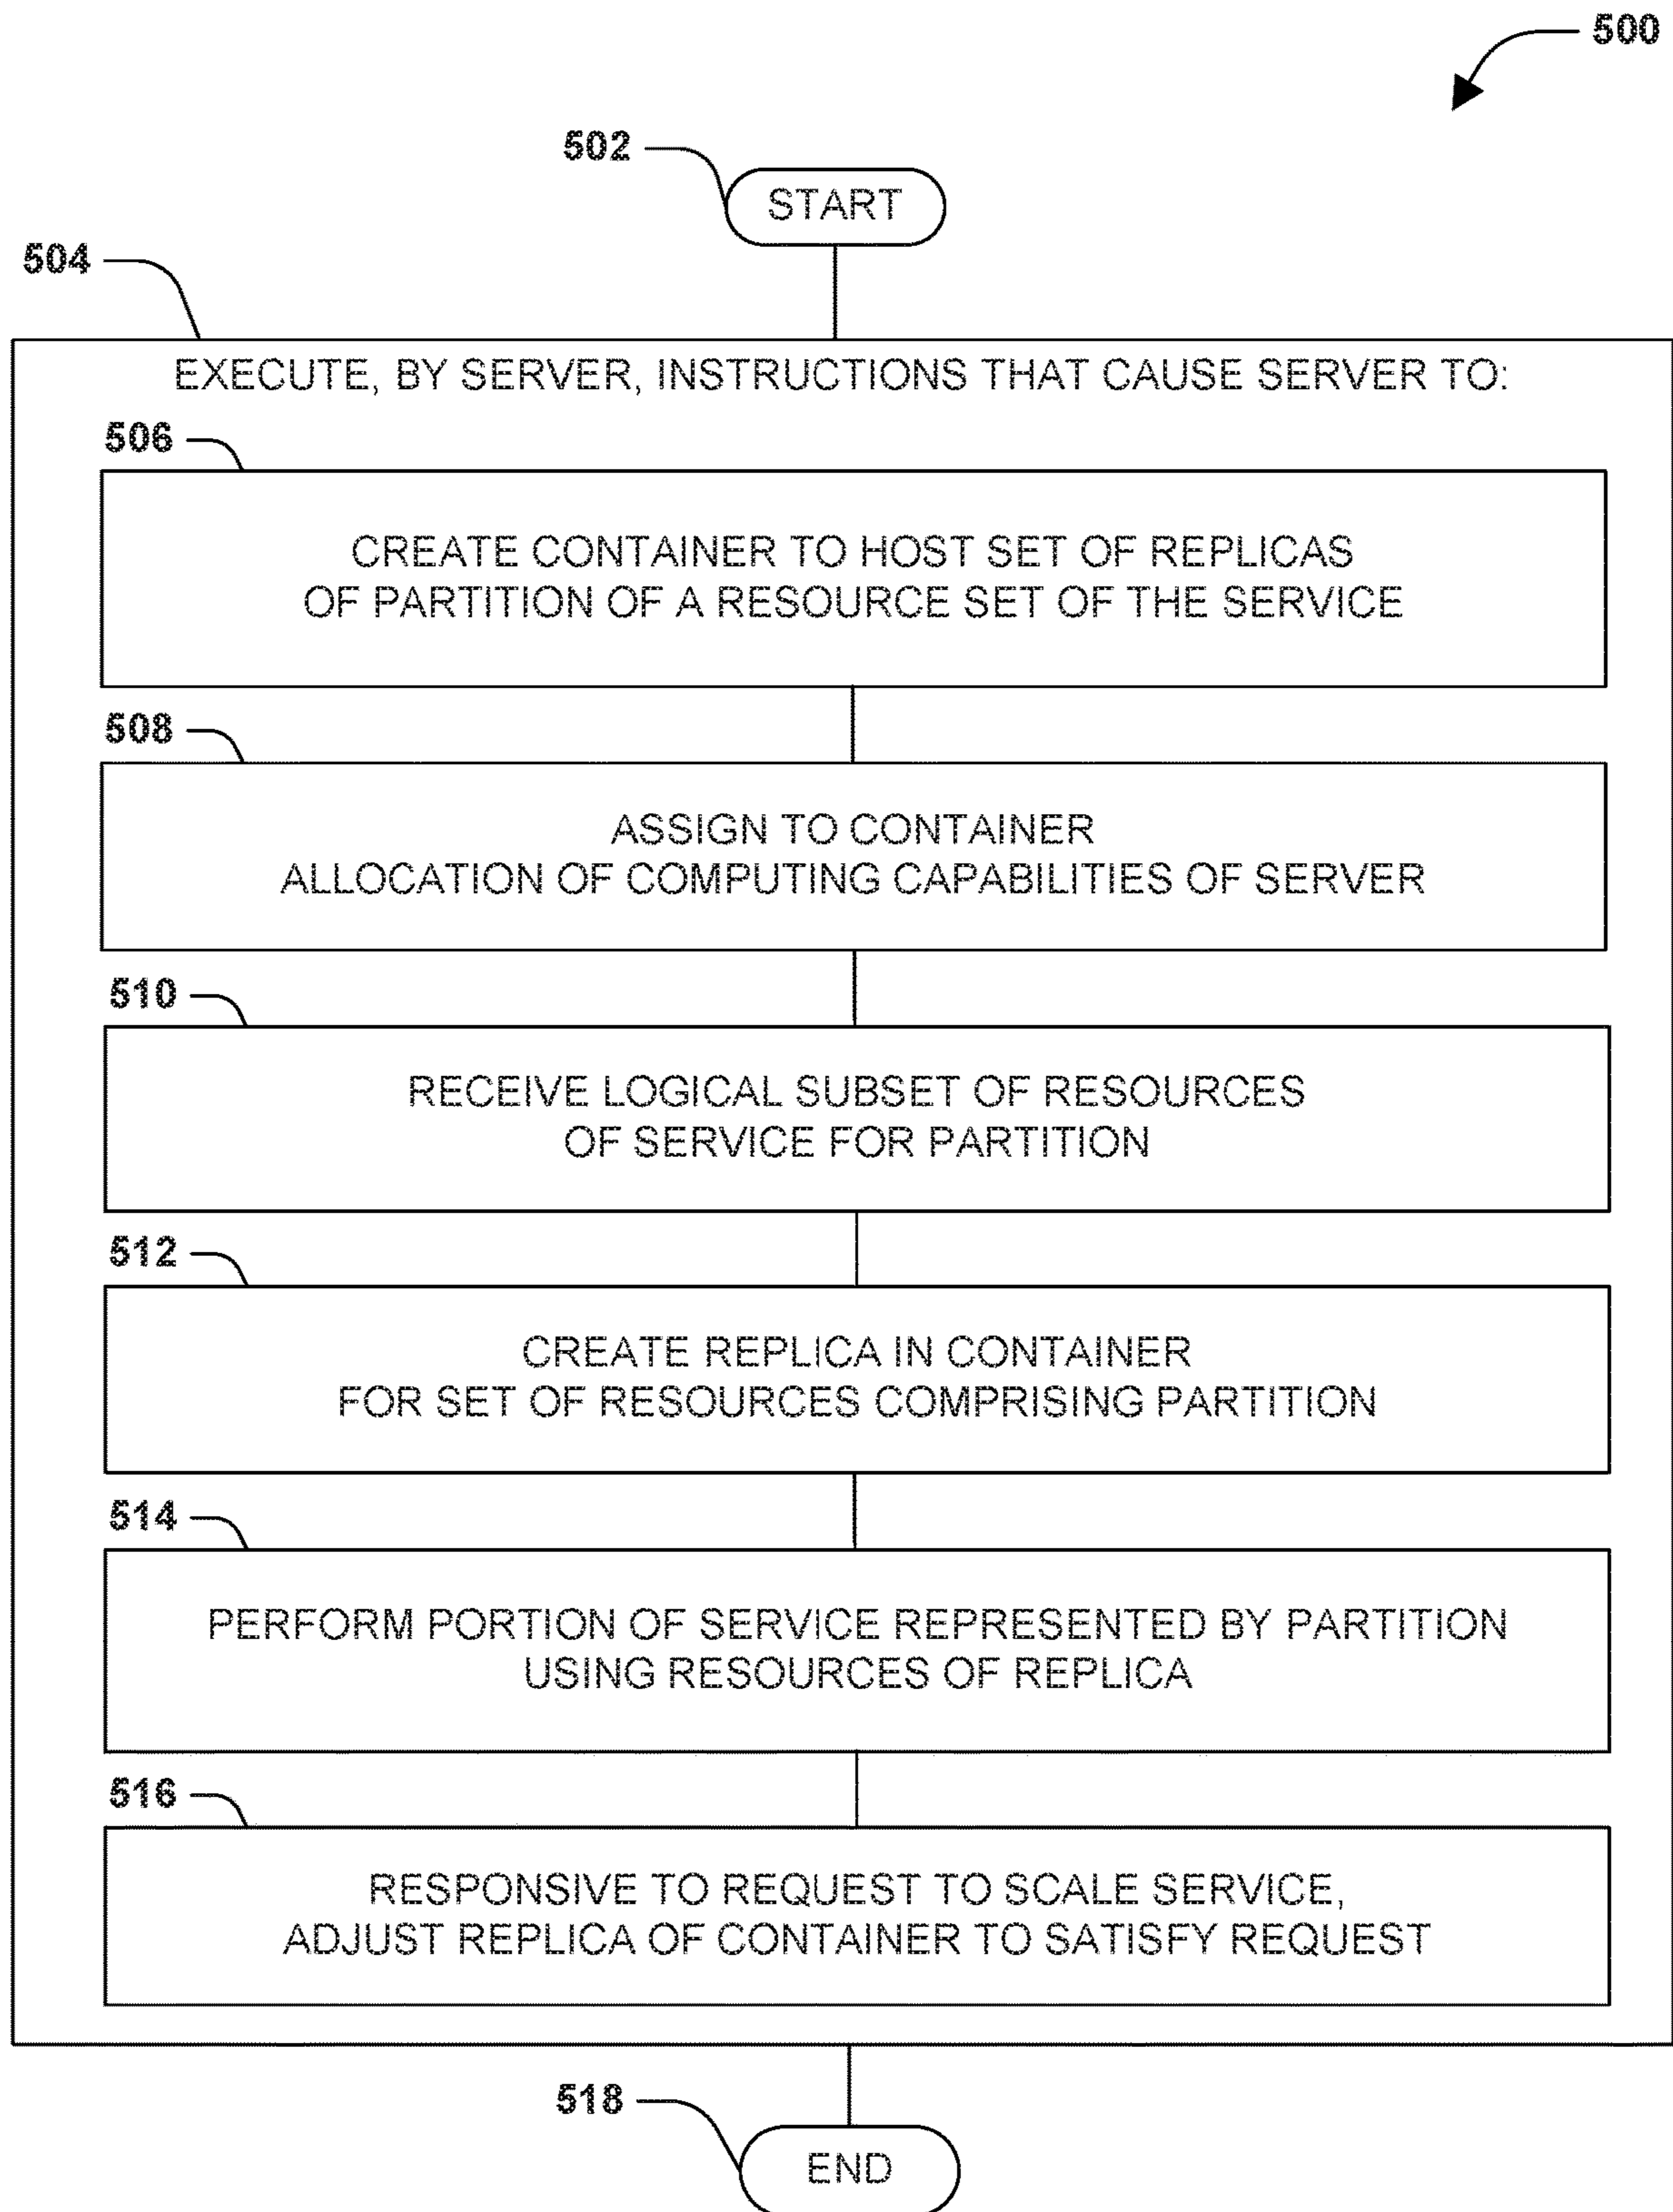 500
502
START
504
EXECUTE, BY SERVER, INSTRUCTIONS THAT CAUSE SERVER TO:
506
CREATE CONTAINER TO HOST SET OF REPLICAS
OF PARTITION OF A RESOURCE SET OF THE SERVICE
508
ASSIGN TO CONTAINER
ALLOCATION OF COMPUTING CAPABILITIES OF SERVER
510
RECEIVE LOGICAL SUBSET OF RESOURCES
OF SERVICE FOR PARTITION
512
CREATE REPLICA IN CONTAINER
FOR SET OF RESOURCES COMPRISING PARTITION
514
PERFORM PORTION OF SERVICE REPRESENTED BY PARTITION
USING RESOURCES OF REPLICA
516
RESPONSIVE TO REQUEST TO SCALE SERVICE,
ADJUST REPLICA OF CONTAINER TO SATISFY REQUEST
518
END